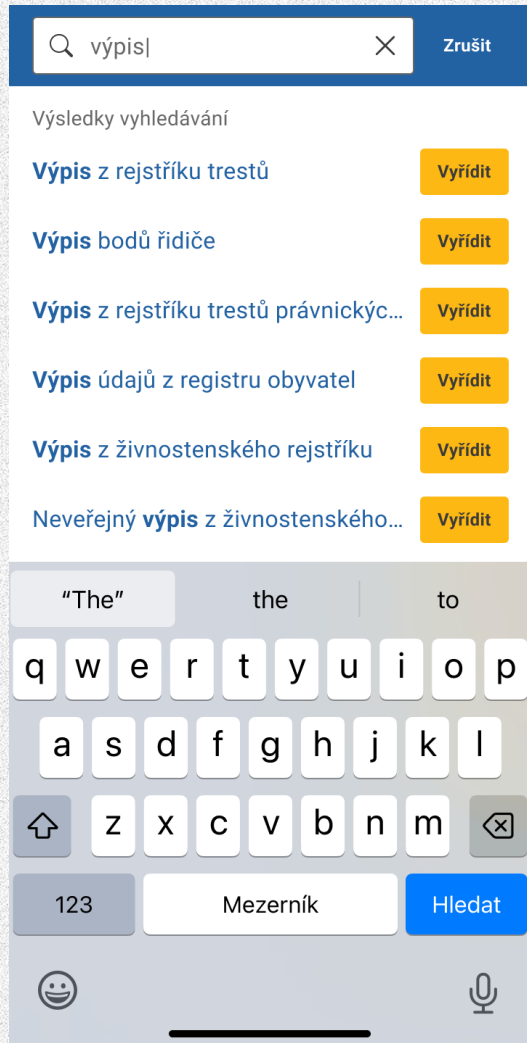 výpis
Zrušit
Výsledky vyhledávání
Výpis z rejstříku trestů Vyřídit
Výpis bodů řidiče Vyřídit
Výpis z rejstříku trestů právnickýc... Vyřídit
Výpis údajů z registru obyvatel Vyřídit
Výpis z živnostenského rejstříku Vyřídit
Neveřejný výpis z živnostenského... Vyřídit
“The” the to
q w e r t y u i o p
a s d f g h j k l
z x c v b n m
123 Mezerník Hledat